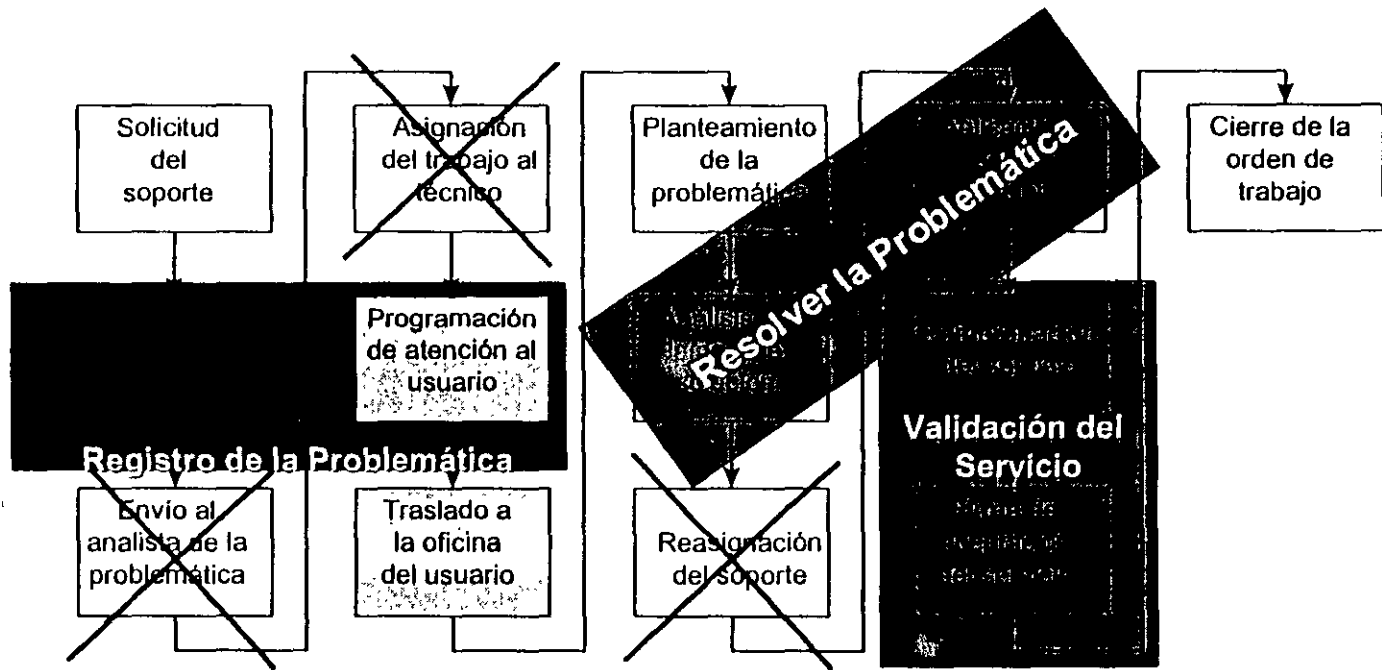 Solicitud
del
soporte
Asignación
del trabajo al
técnico
Planteamiento
de la
Cierre de la
orden de
trabajo
Programación
de atención al
usuario
Resolver la Problemática
Registro de la Problemática
Validación del
Servicio
Envío al
analista de la
problemática
Traslado a
la oficina
del usuario
Reasignación
del soporte